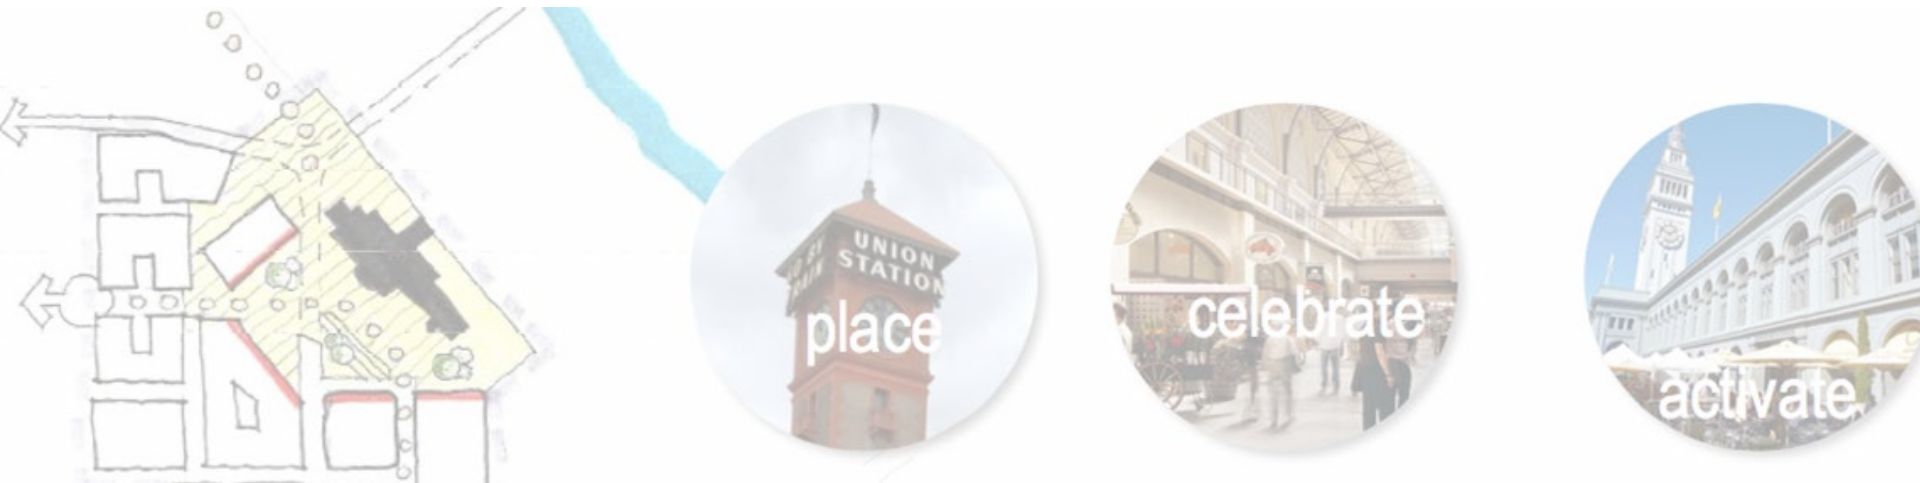 UNION
STATION
place
celebrate
activate